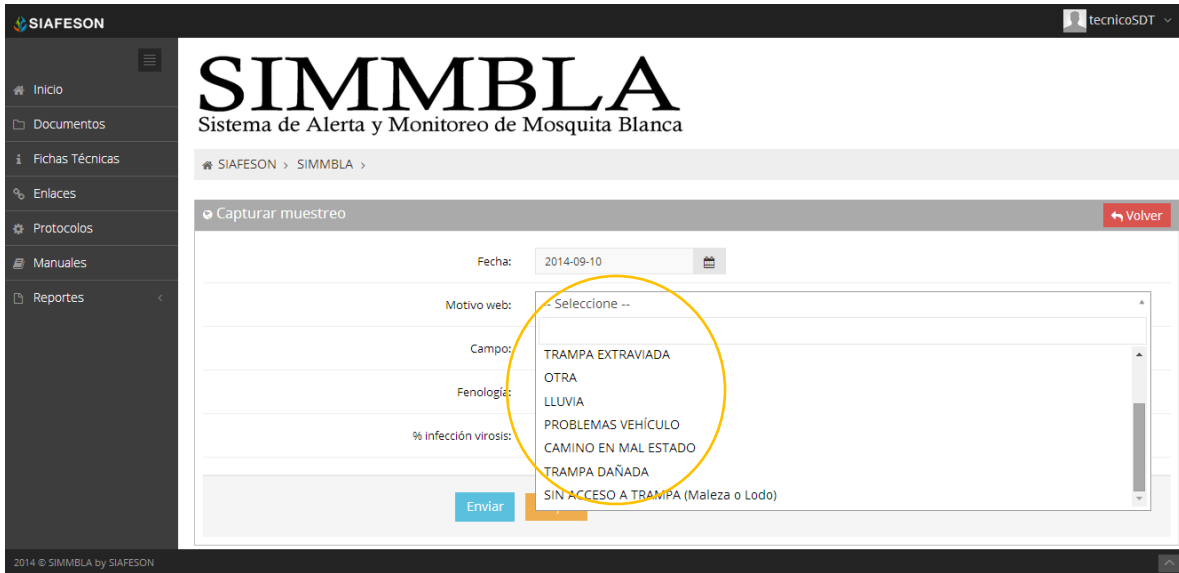 SIAFESON
tecnicoSDT
Inicio
Documentos
Fichas Técnicas
Enlaces
Protocolos
Manuales
Reportes
SIMMBLA
Sistema de Alerta y Monitoreo de Mosquita Blanca
SIAFESON > SIMMBLA >
Capturar muestreo
Volver
Fecha: 2014-09-10
Motivo web: -- Seleccione --
Campo:
Fenología:
% infección virosis:
TRAMPA EXTRAVIADA
OTRA
LLUVIA
PROBLEMAS VEHÍCULO
CAMINO EN MAL ESTADO
TRAMPA DAÑADA
SIN ACCESO A TRAMPA (Maleza o Lodo)
Enviar
2014 © SIMMBLA by SIAFESON